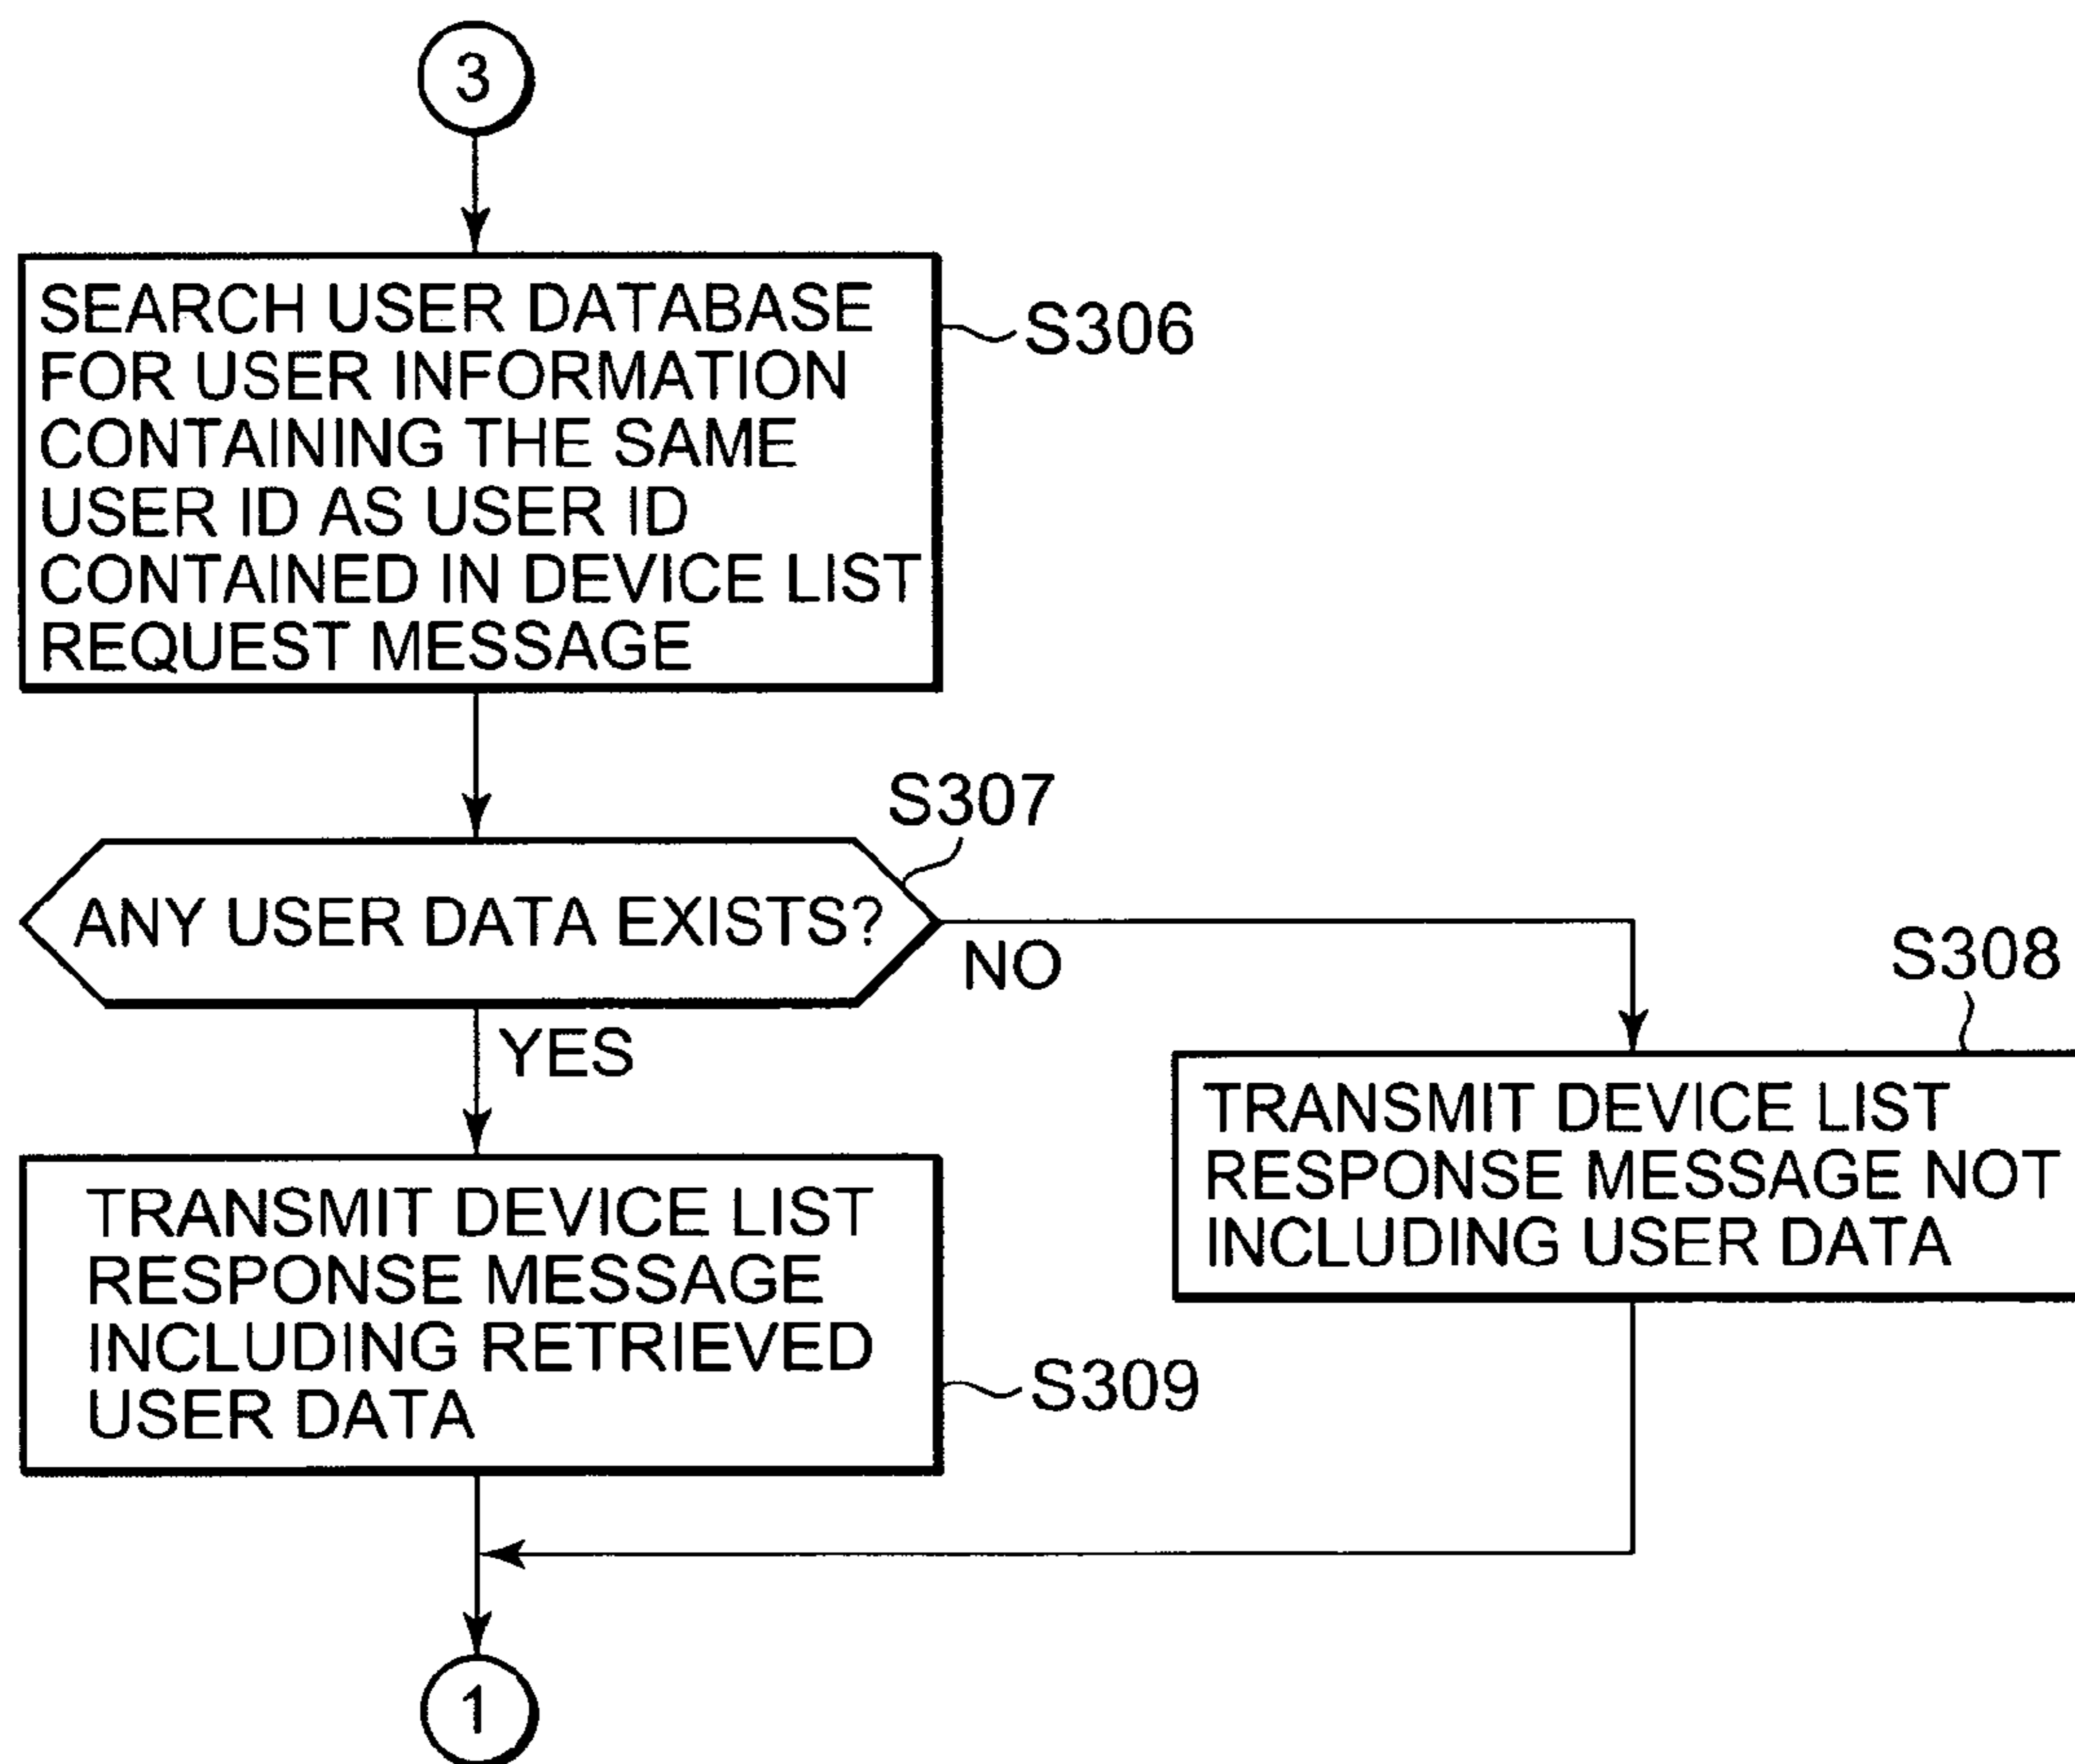 3
SEARCH USER DATABASE
FOR USER INFORMATION
CONTAINING THE SAME
USER ID AS USER ID
CONTAINED IN DEVICE LIST
REQUEST MESSAGE
S306
S307
ANY USER DATA EXISTS?
NO
YES
S308
TRANSMIT DEVICE LIST
RESPONSE MESSAGE NOT
INCLUDING USER DATA
TRANSMIT DEVICE LIST
RESPONSE MESSAGE
INCLUDING RETRIEVED
USER DATA
S309
1